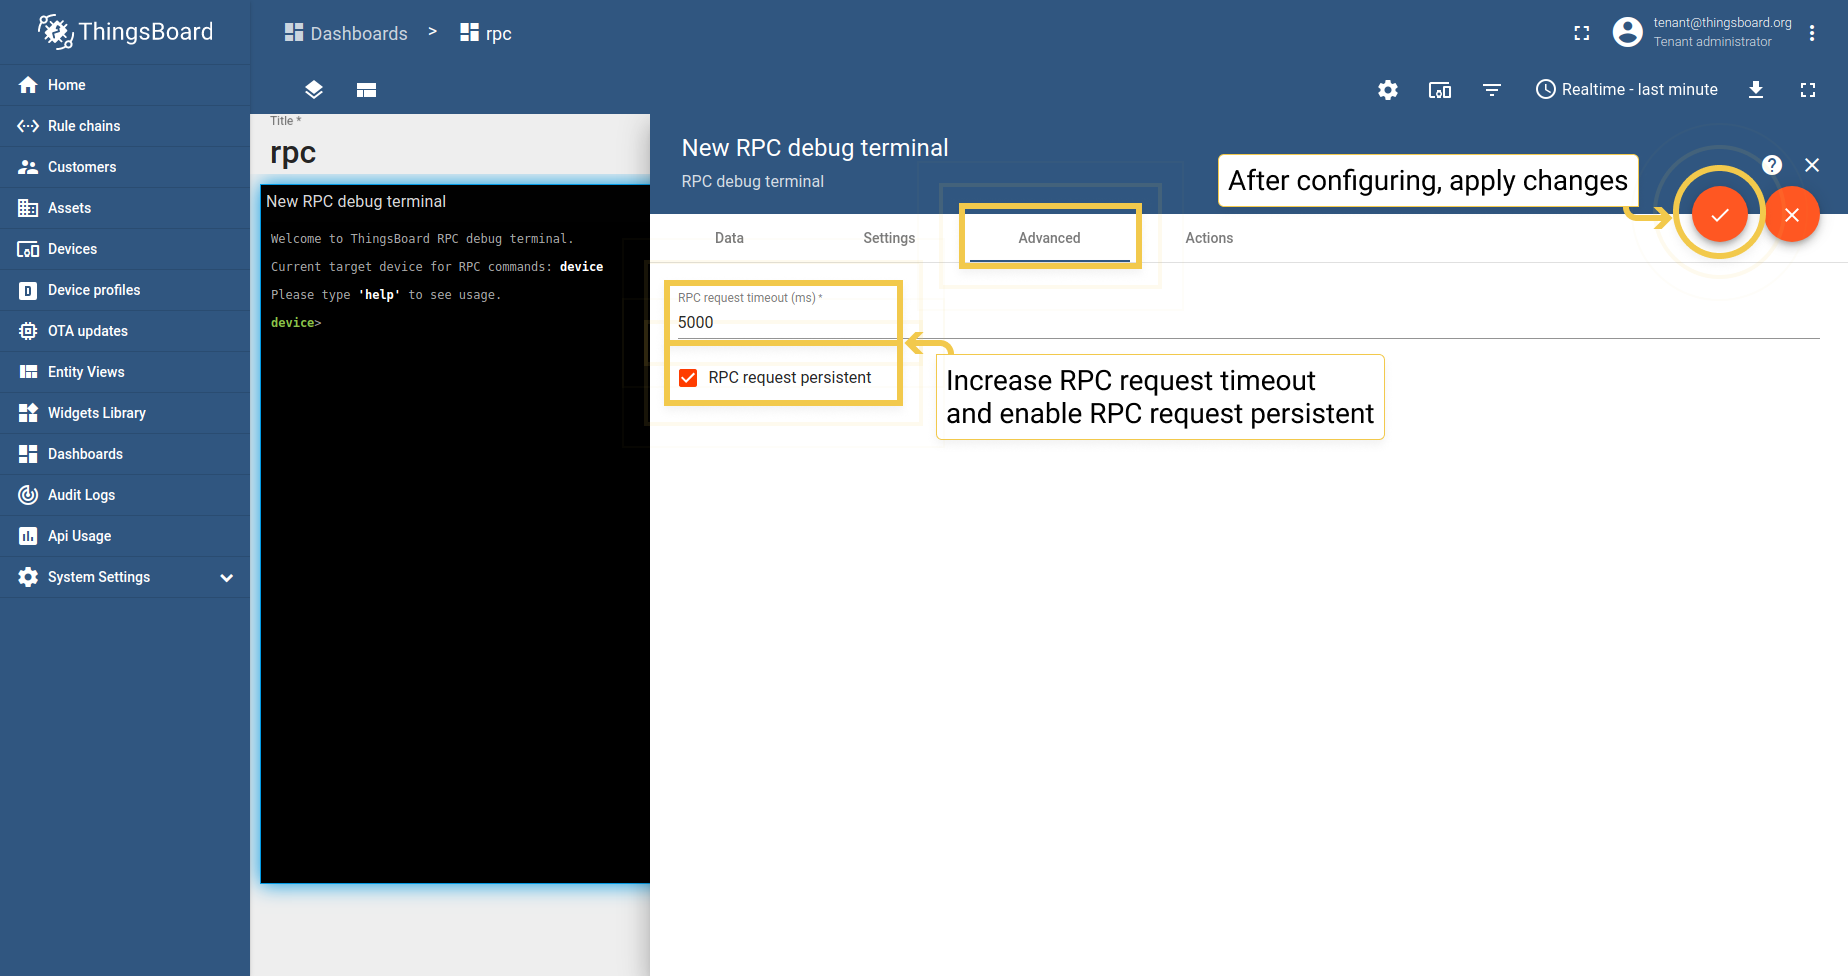 ThingsBoard
Dashboards > rpc
tenant@thingsboard.org
Tenant administrator
Home
Rule chains
Customers
Assets
Devices
Device profiles
OTA updates
Entity Views
Widgets Library
Dashboards
Audit Logs
Api Usage
System Settings
Realtime - last minute
Title *
rpc
New RPC debug terminal
Welcome to ThingsBoard RPC debug terminal.
Current target device for RPC commands: device
Please type 'help' to see usage.
device>
New RPC debug terminal
RPC debug terminal
After configuring, apply changes
Data Settings Advanced Actions
RPC request timeout (ms) *
5000
RPC request persistent
Increase RPC request timeout
and enable RPC request persistent